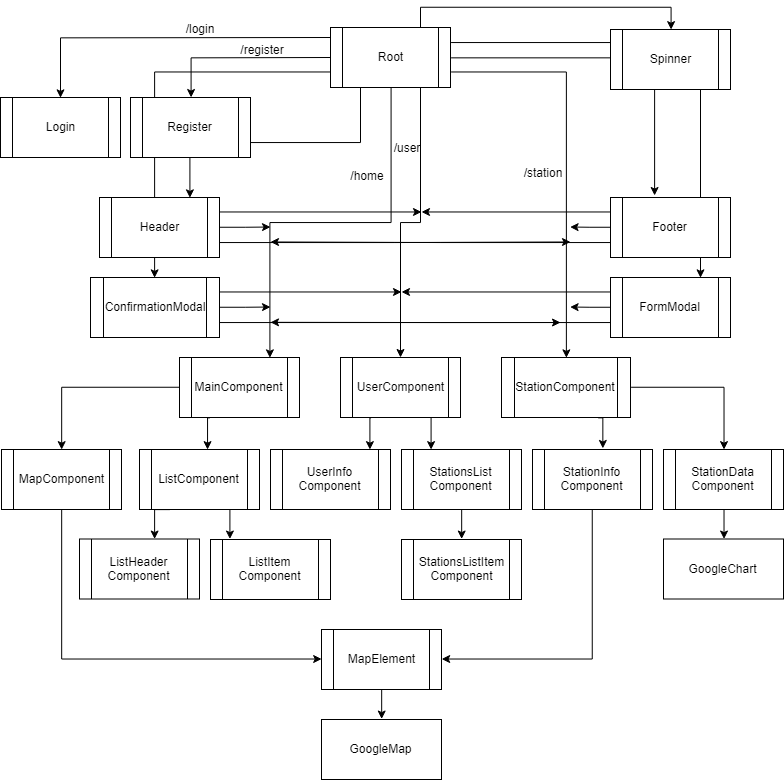 /login
/register
Root
Spinner
Login
Register
/user
/home
/station
Header
Footer
ConfirmationModal
FormModal
MainComponent
UserComponent
StationComponent
MapComponent
ListComponent
UserInfo
Component
StationsList
Component
StationInfo
Component
StationData
Component
ListHeader
Component
ListItem
Component
StationsListItem
Component
GoogleChart
MapElement
GoogleMap